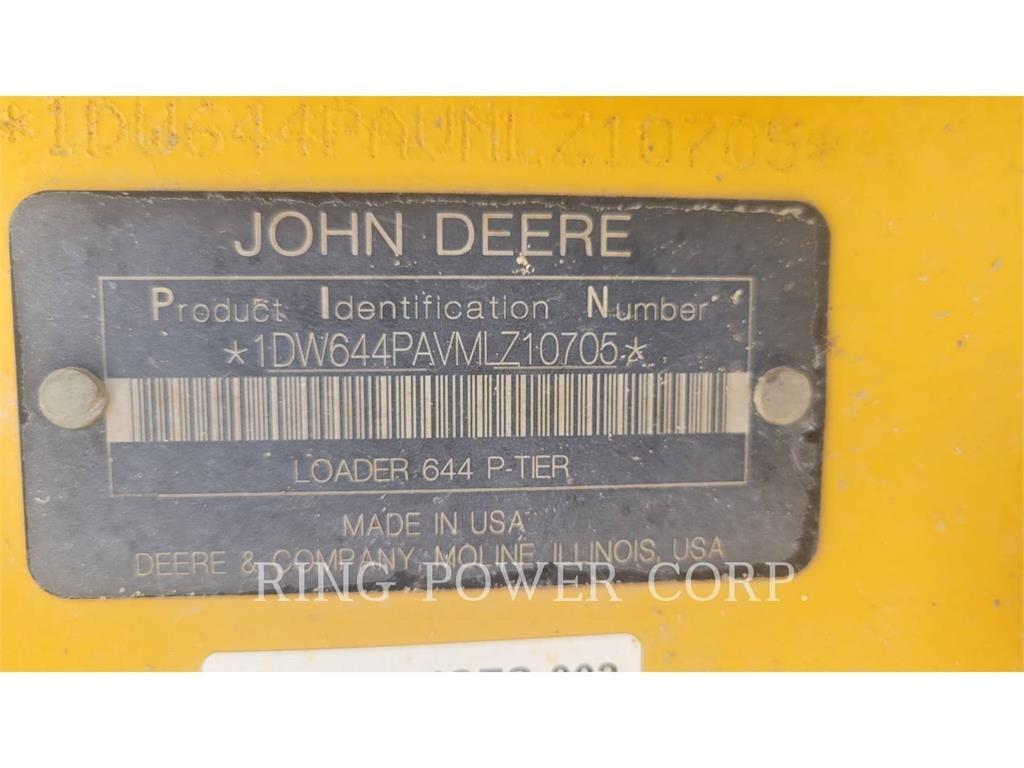 *1DW644PAVMLZ10705*
JOHN DEERE
Product Identification Number
*1DW644PAVMLZ10705*
LOADER 644 P-TIER
MADE IN USA
DEERE & COMPANY, MOLINE, ILLINOIS, USA
RING POWER CORP.